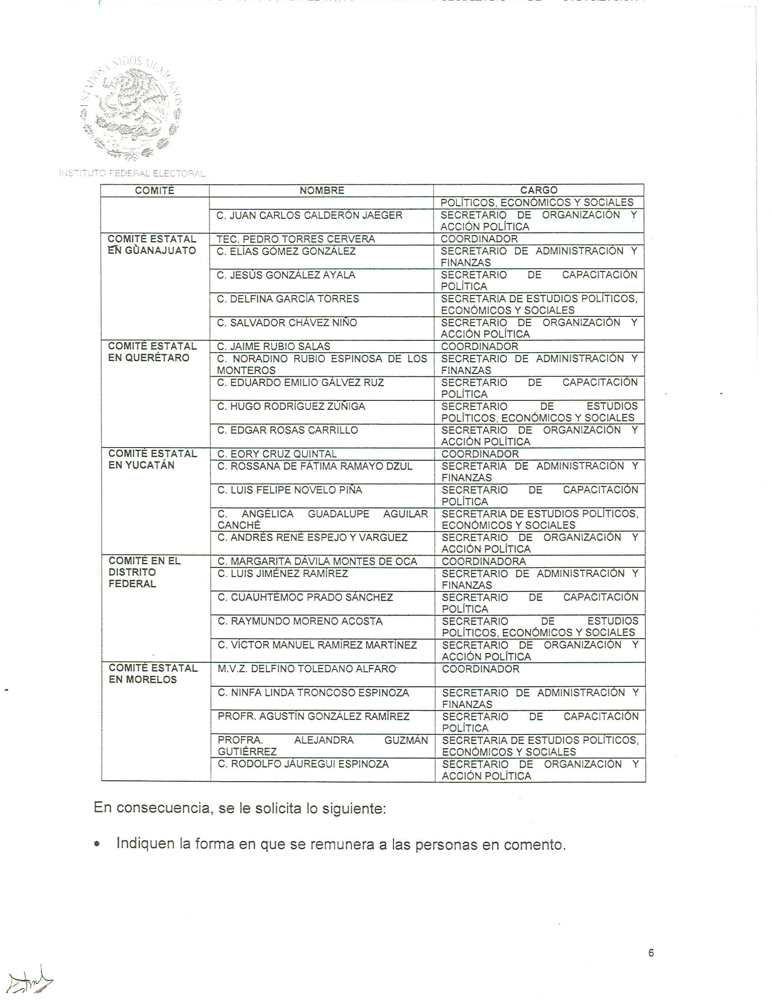 ESTADOS UNIDOS MEXICANOS
INSTITUTO FEDERAL ELECTORAL
COMITÉ NOMBRE CARGO
POLÍTICOS, ECONÓMICOS Y SOCIALES
C. JUAN CARLOS CALDERÓN JAEGER SECRETARIO DE ORGANIZACIÓN Y
ACCIÓN POLÍTICA
COMITÉ ESTATAL TEC. PEDRO TORRES CERVERA COORDINADOR
EN GUANAJUATO C. ELÍAS GÓMEZ GONZÁLEZ SECRETARIO DE ADMINISTRACIÓN Y
FINANZAS
C. JESÚS GONZÁLEZ AYALA SECRETARIO DE CAPACITACIÓN
POLÍTICA
C. DELFINA GARCÍA TORRES SECRETARIA DE ESTUDIOS POLÍTICOS,
ECONÓMICOS Y SOCIALES
C. SALVADOR CHÁVEZ NIÑO SECRETARIO DE ORGANIZACIÓN Y
ACCIÓN POLÍTICA
COMITÉ ESTATAL C. JAIME RUBIO SALAS COORDINADOR
EN QUERÉTARO C. NORADINO RUBIO ESPINOSA DE LOS SECRETARIO DE ADMINISTRACIÓN Y
MONTEROS FINANZAS
C. EDUARDO EMILIO GÁLVEZ RUZ SECRETARIO DE CAPACITACIÓN
POLÍTICA
C. HUGO RODRÍGUEZ ZÚÑIGA SECRETARIO DE ESTUDIOS
POLÍTICOS, ECONÓMICOS Y SOCIALES
C. EDGAR ROSAS CARRILLO SECRETARIO DE ORGANIZACIÓN Y
ACCIÓN POLÍTICA
COMITÉ ESTATAL C. EORY CRUZ QUINTAL COORDINADOR
EN YUCATÁN C. ROSSANA DE FÁTIMA RAMAYO DZUL SECRETARIA DE ADMINISTRACIÓN Y
FINANZAS
C. LUIS FELIPE NOVELO PIÑA SECRETARIO DE CAPACITACIÓN
POLÍTICA
C. ANGÉLICA GUADALUPE AGUILAR SECRETARIA DE ESTUDIOS POLÍTICOS,
CANCHÉ ECONÓMICOS Y SOCIALES
C. ANDRÉS RENÉ ESPEJO Y VARGUEZ SECRETARIO DE ORGANIZACIÓN Y
ACCIÓN POLÍTICA
COMITÉ EN EL C. MARGARITA DÁVILA MONTES DE OCA COORDINADORA
DISTRITO C. LUIS JIMÉNEZ RAMÍREZ SECRETARIO DE ADMINISTRACIÓN Y
FEDERAL FINANZAS
C. CUAUHTÉMOC PRADO SÁNCHEZ SECRETARIO DE CAPACITACIÓN
POLÍTICA
C. RAYMUNDO MORENO ACOSTA SECRETARIO DE ESTUDIOS
POLÍTICOS, ECONÓMICOS Y SOCIALES
C. VÍCTOR MANUEL RAMÍREZ MARTÍNEZ SECRETARIO DE ORGANIZACIÓN Y
ACCIÓN POLÍTICA
COMITÉ ESTATAL M.V.Z. DELFINO TOLEDANO ALFARO COORDINADOR
EN MORELOS
C. NINFA LINDA TRONCOSO ESPINOZA SECRETARIO DE ADMINISTRACIÓN Y
FINANZAS
PROFR. AGUSTÍN GONZÁLEZ RAMÍREZ SECRETARIO DE CAPACITACIÓN
POLÍTICA
PROFRA. ALEJANDRA GUZMÁN SECRETARIA DE ESTUDIOS POLÍTICOS,
GUTIÉRREZ ECONÓMICOS Y SOCIALES
C. RODOLFO JÁUREGUI ESPINOZA SECRETARIO DE ORGANIZACIÓN Y
ACCIÓN POLÍTICA
En consecuencia, se le solicita lo siguiente:
• Indiquen la forma en que se remunera a las personas en comento.
6